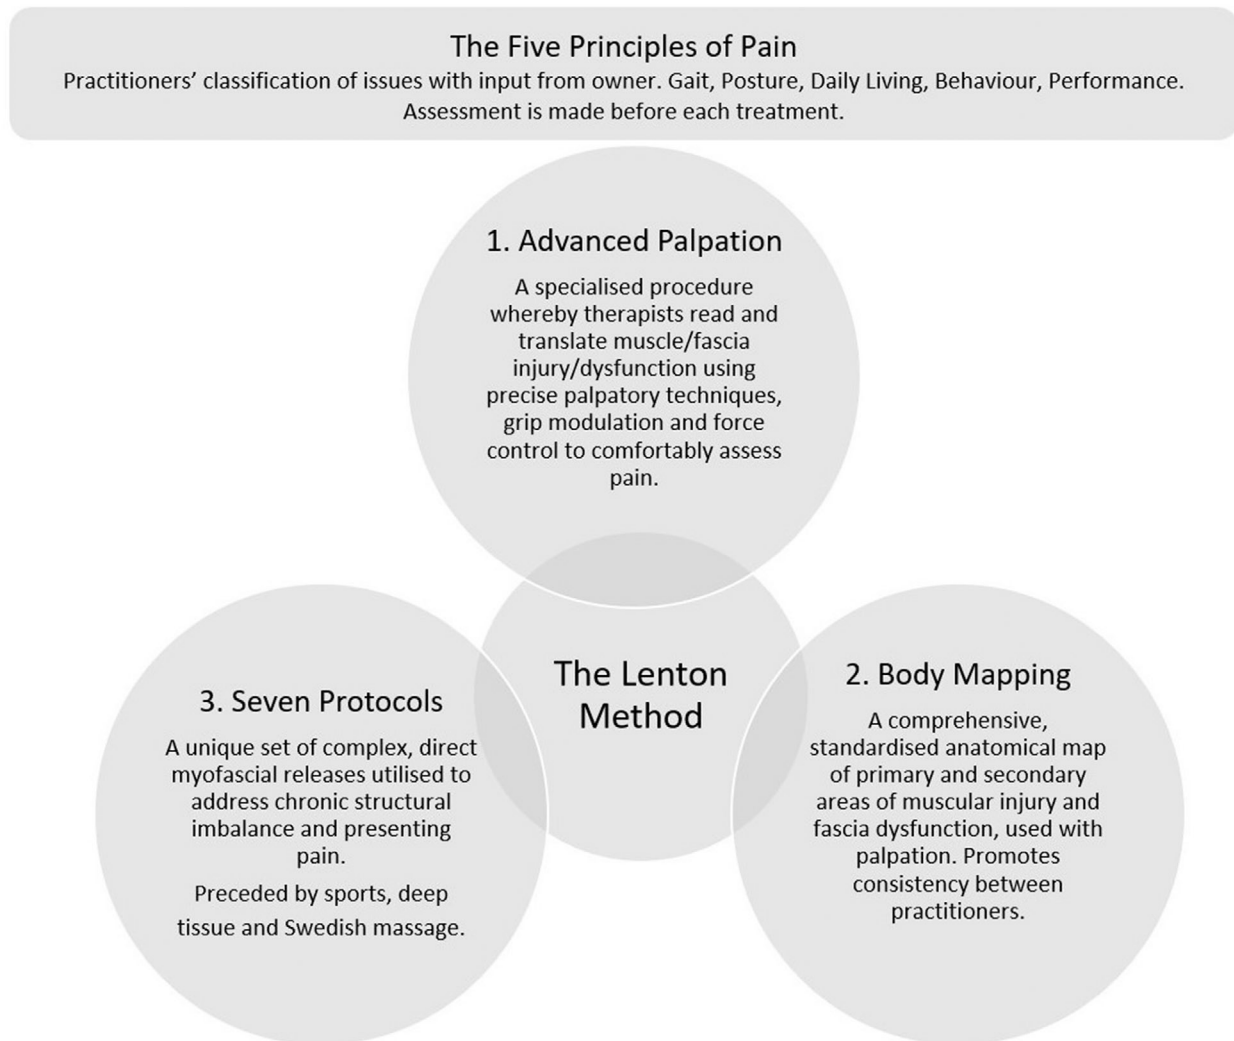 The Five Principles of Pain
Practitioners’ classification of issues with input from owner. Gait, Posture, Daily Living, Behaviour, Performance.
Assessment is made before each treatment.
1. Advanced Palpation
A specialised procedure
whereby therapists read and
translate muscle/fascia
injury/dysfunction using
precise palpatory techniques,
grip modulation and force
control to comfortably assess
pain.
The Lenton
Method
2. Body Mapping
A comprehensive,
standardised anatomical map
of primary and secondary
areas of muscular injury and
fascia dysfunction, used with
palpation. Promotes
consistency between
practitioners.
3. Seven Protocols
A unique set of complex, direct
myofascial releases utilised to
address chronic structural
imbalance and presenting
pain.
Preceded by sports, deep
tissue and Swedish massage.